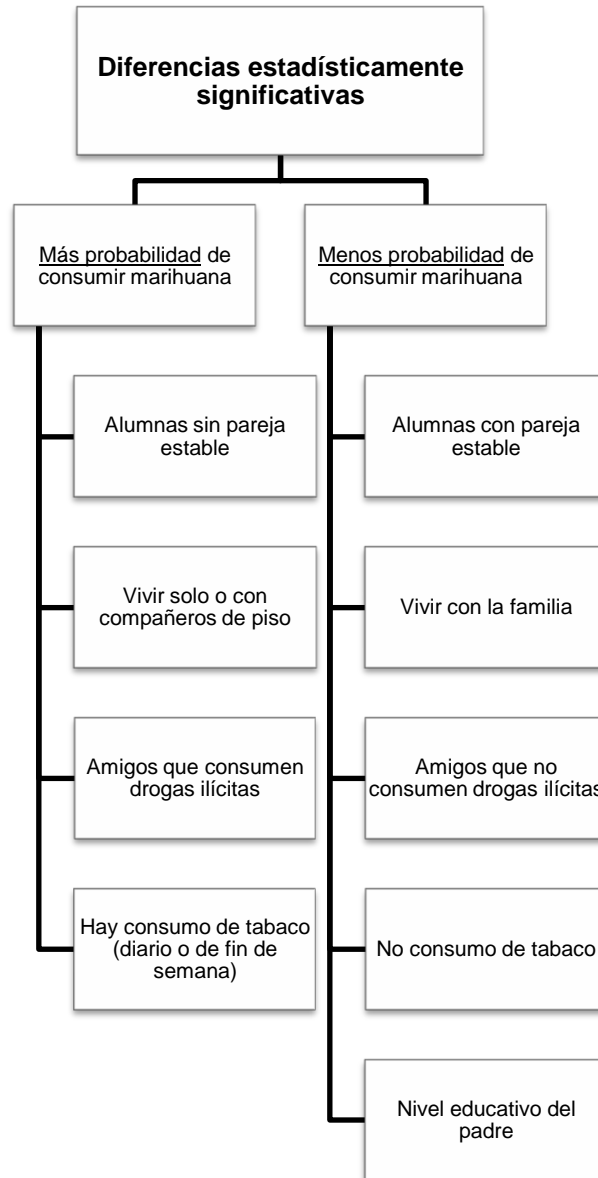 Diferencias estadísticamente
significativas
Más probabilidad de
consumir marihuana
Alumnas sin pareja
estable
Vivir solo o con
compañeros de piso
Amigos que consumen
drogas ilícitas
Hay consumo de tabaco
(diario o de fin de
semana)
Menos probabilidad de
consumir marihuana
Alumnas con pareja
estable
Vivir con la familia
Amigos que no
consumen drogas ilícitas
No consumo de tabaco
Nivel educativo del
padre